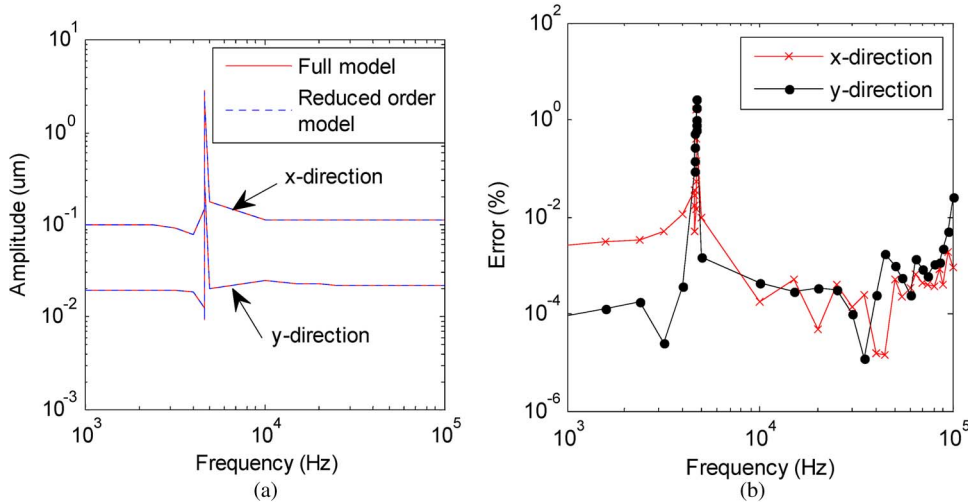 10^1
10^0
10^-1
10^-2
10^-3
Amplitude (um)
Full model
Reduced order
model
x-direction
y-direction
10^3
10^4
10^5
Frequency (Hz)
(a)
10^2
10^0
10^-2
10^-4
10^-6
Error (%)
x-direction
y-direction
10^3
10^4
10^5
Frequency (Hz)
(b)